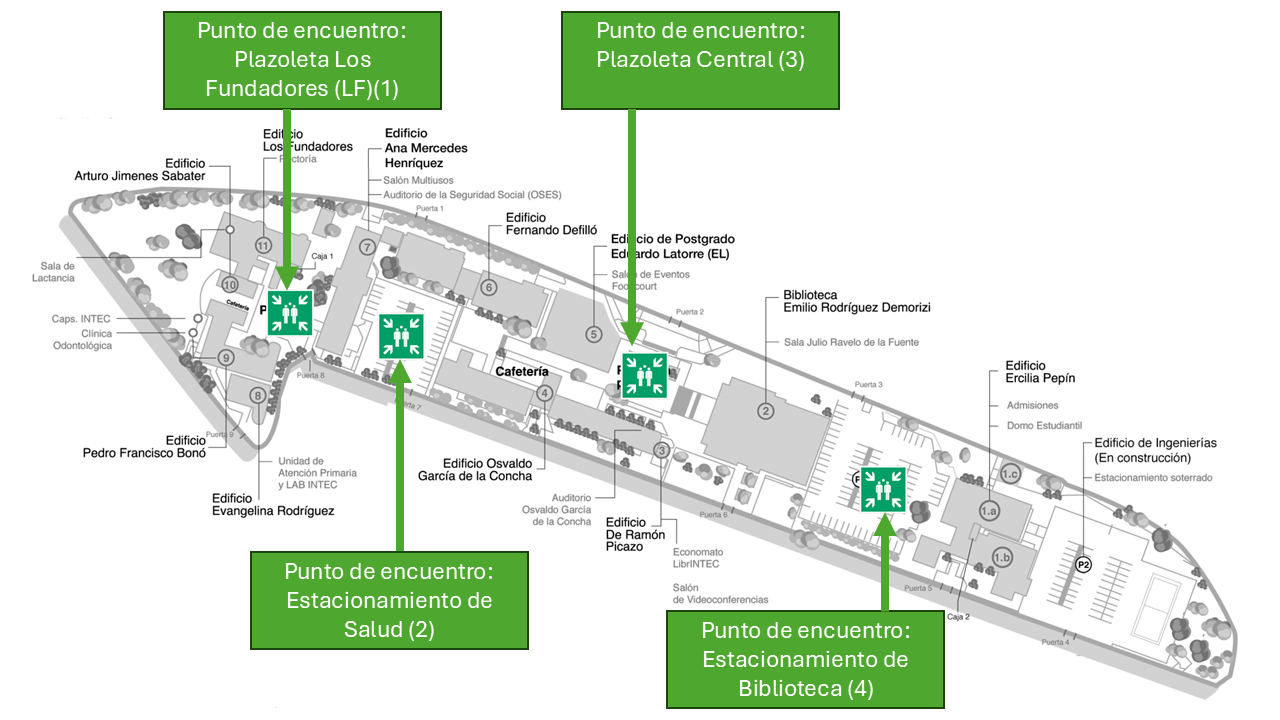 Punto de encuentro:
Plazoleta Los
Fundadores (LF)(1)
Punto de encuentro:
Plazoleta Central (3)
Edificio
Los Fundadores
Rectoría
Edificio
Ana Mercedes
Henríquez
Salón Multiusos
Auditorio de la Seguridad Social (OSES)
Puerta 1
Edificio
Arturo Jimenes Sabater
Edificio
Fernando Defilló
Edificio de Postgrado
Eduardo Latorre (EL)
Salón de Eventos
Foodcourt
Puerta 2
Biblioteca
Emilio Rodríguez Demorizi
Sala Julio Ravelo de la Fuente
Puerta 3
Edificio
Ercilia Pepín
Admisiones
Domo Estudiantil
Edificio de Ingenierías
(En construcción)
Estacionamiento soterrado
Sala de
Lactancia
Caja 1
11
7
10
6
5
Cafetería
Caps. INTEC
Clínica
Odontológica
9
8
Puerta 8
Puerta 7
Cafetería
4
2
3
1.c
1.a
1.b
P2
Puerta 9
Edificio
Pedro Francisco Bonó
Unidad de
Atención Primaria
y LAB INTEC
Edificio
Evangelina Rodríguez
Edificio Osvaldo
García de la Concha
Auditorio
Osvaldo García
de la Concha
Edificio
De Ramón
Picazo
Economato
LibrINTEC
Salón
de Videoconferencias
Puerta 6
Puerta 5
Caja 2
Puerta 4
Punto de encuentro:
Estacionamiento de
Salud (2)
Punto de encuentro:
Estacionamiento de
Biblioteca (4)